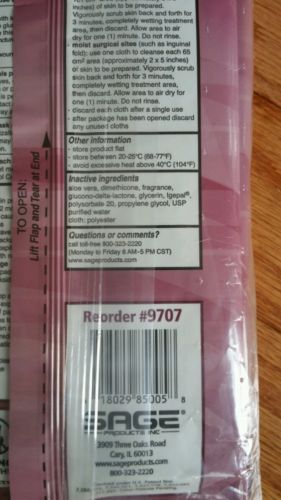 inches) of skin to be prepared.
Vigorously scrub skin back and forth for
3 minutes, completely wetting treatment
area, then discard. Allow area to air
dry for one (1) minute. Do not rinse.
moist surgical sites (such as inguinal
fold): use one cloth to cleanse each 65
cm² area (approximately 2 x 5 inches)
of skin to be prepared. Vigorously scrub
skin back and forth for 3 minutes,
completely wetting treatment area,
then discard. Allow area to air dry for
one (1) minute. Do not rinse.
- discard each cloth after a single use
- after package has been opened discard
any unused cloths
Other information
- store product flat
- store between 20-25°C (68-77°F)
- avoid excessive heat above 40°C (104°F)
Inactive ingredients
aloe vera, dimethicone, fragrance,
glucono-delta-lactone, glycerin, Igepal®,
polysorbate 20, propylene glycol, USP
purified water
cloth: polyester
Questions or comments?
call toll-free 800-323-2220
(Monday to Friday 8 AM-5 PM CST)
www.sageproducts.com
TO OPEN:
Lift Flap and Tear at End
Reorder #9707
18029 85005 8
SAGE
PRODUCTS INC
3909 Three Oaks Road
Cary, IL 60013
www.sageproducts.com
800-323-2220